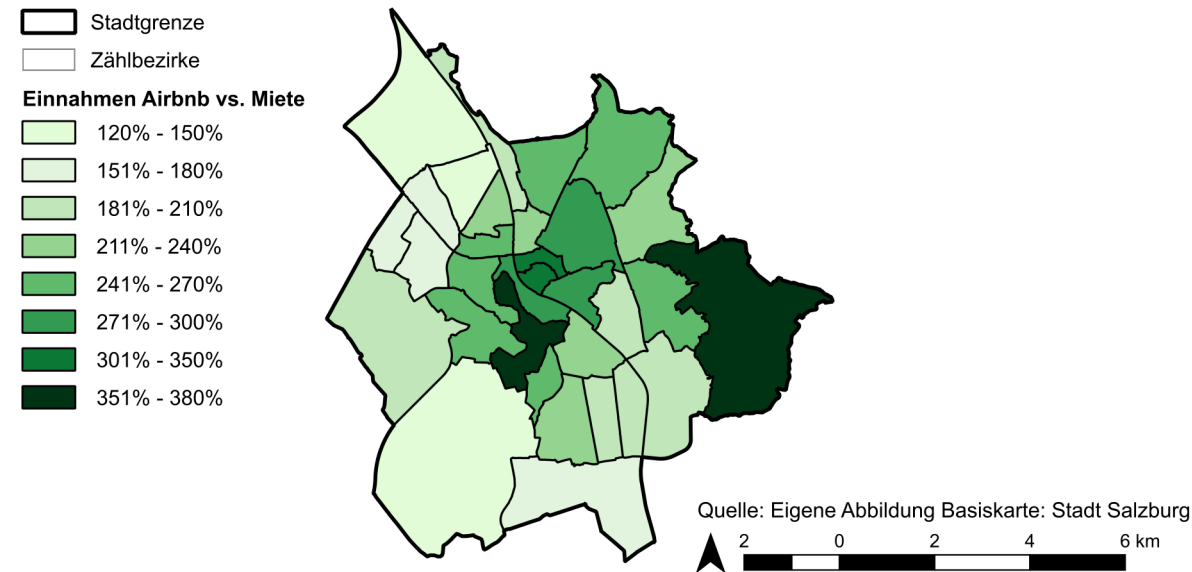 Stadtgrenze
Zählbezirke
Einnahmen Airbnb vs. Miete
120% - 150%
151% - 180%
181% - 210%
211% - 240%
241% - 270%
271% - 300%
301% - 350%
351% - 380%
Quelle: Eigene Abbildung Basiskarte: Stadt Salzburg
2 0 2 4 6 km